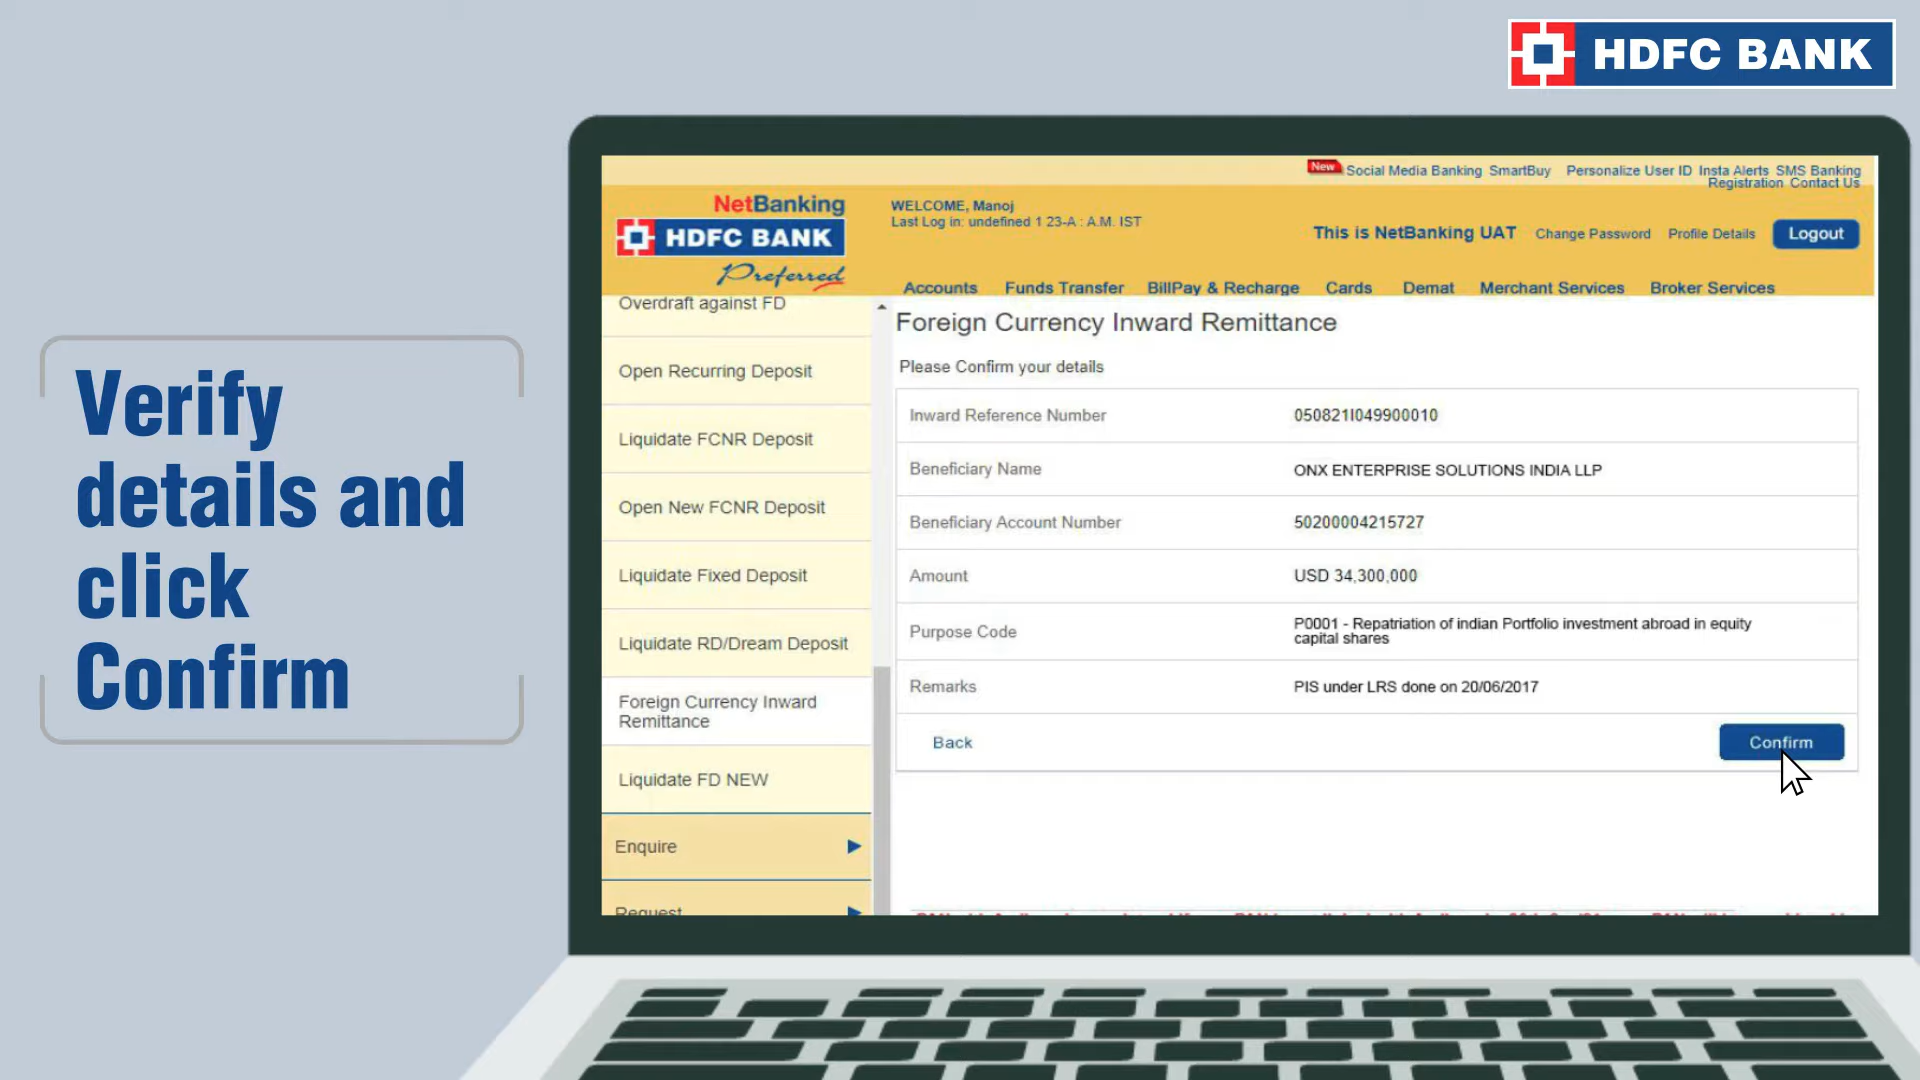 HDFC BANK
Verify
details and
click
Confirm
New Social Media Banking SmartBuy Personalize User ID Insta Alerts SMS Banking
Registration Contact Us
NetBanking
HDFC BANK
Preferred
WELCOME, Manoj
Last Log in: undefined 1 23-A : A.M. IST
This is NetBanking UAT Change Password Profile Details Logout
Accounts Funds Transfer BillPay & Recharge Cards Demat Merchant Services Broker Services
Overdraft against FD
Open Recurring Deposit
Liquidate FCNR Deposit
Open New FCNR Deposit
Liquidate Fixed Deposit
Liquidate RD/Dream Deposit
Foreign Currency Inward
Remittance
Liquidate FD NEW
Enquire
Request
Foreign Currency Inward Remittance
Please Confirm your details
Inward Reference Number 050821I049900010
Beneficiary Name ONX ENTERPRISE SOLUTIONS INDIA LLP
Beneficiary Account Number 50200004215727
Amount USD 34,300,000
Purpose Code P0001 - Repatriation of indian Portfolio investment abroad in equity
capital shares
Remarks PIS under LRS done on 20/06/2017
Back Confirm